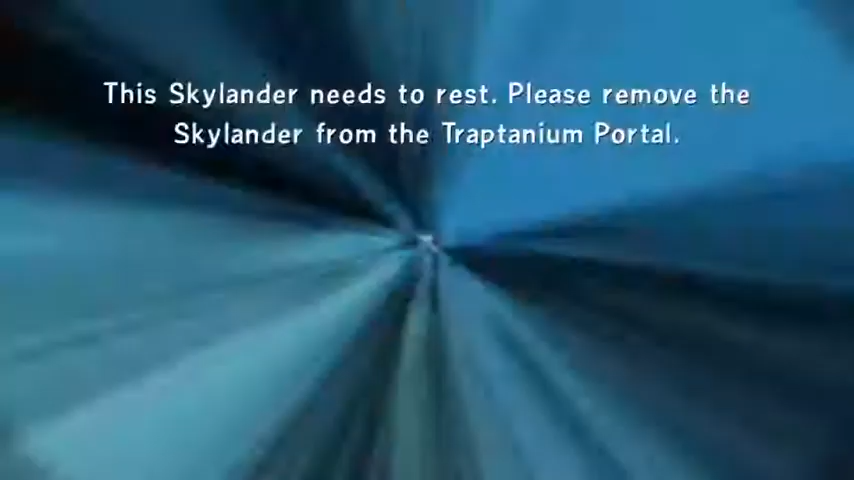 This Skylander needs to rest. Please remove the
Skylander from the Traptanium Portal.